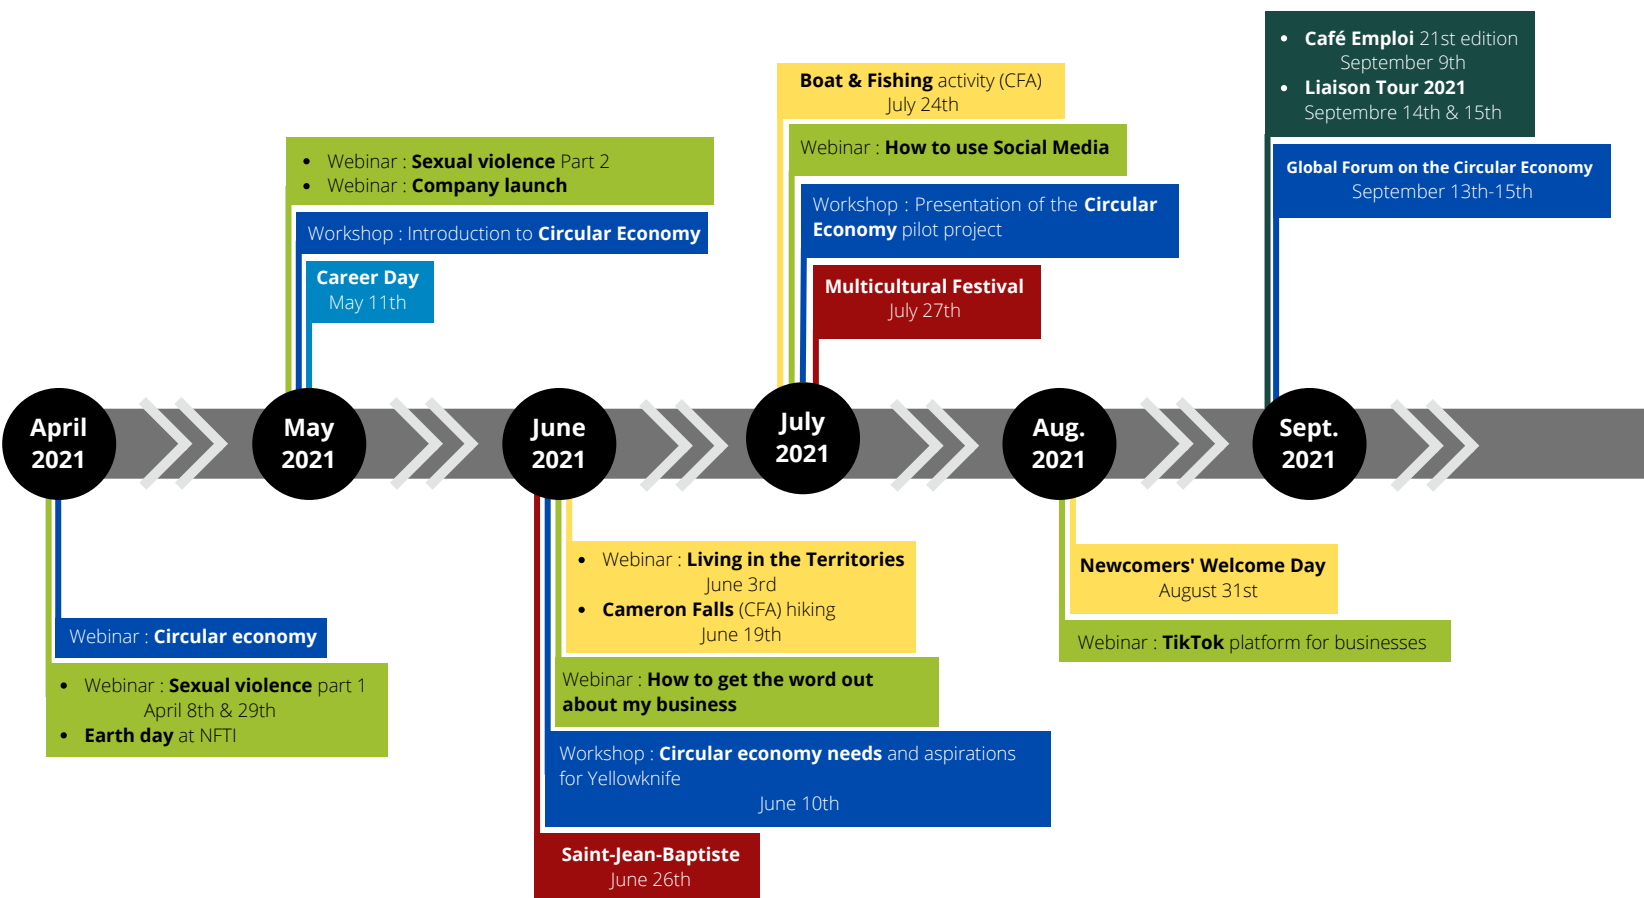 • Café Emploi 21st edition
September 9th
• Liaison Tour 2021
Septembre 14th & 15th
Global Forum on the Circular Economy
September 13th-15th
Boat & Fishing activity (CFA)
July 24th
Webinar : How to use Social Media
Workshop : Presentation of the Circular
Economy pilot project
Multicultural Festival
July 27th
• Webinar : Sexual violence Part 2
• Webinar : Company launch
Workshop : Introduction to Circular Economy
Career Day
May 11th
April
2021
May
2021
June
2021
July
2021
Aug.
2021
Sept.
2021
Webinar : Circular economy
• Webinar : Sexual violence part 1
April 8th & 29th
• Earth day at NFTI
• Webinar : Living in the Territories
June 3rd
• Cameron Falls (CFA) hiking
June 19th
Webinar : How to get the word out
about my business
Workshop : Circular economy needs and aspirations
for Yellowknife
June 10th
Saint-Jean-Baptiste
June 26th
Newcomers' Welcome Day
August 31st
Webinar : TikTok platform for businesses